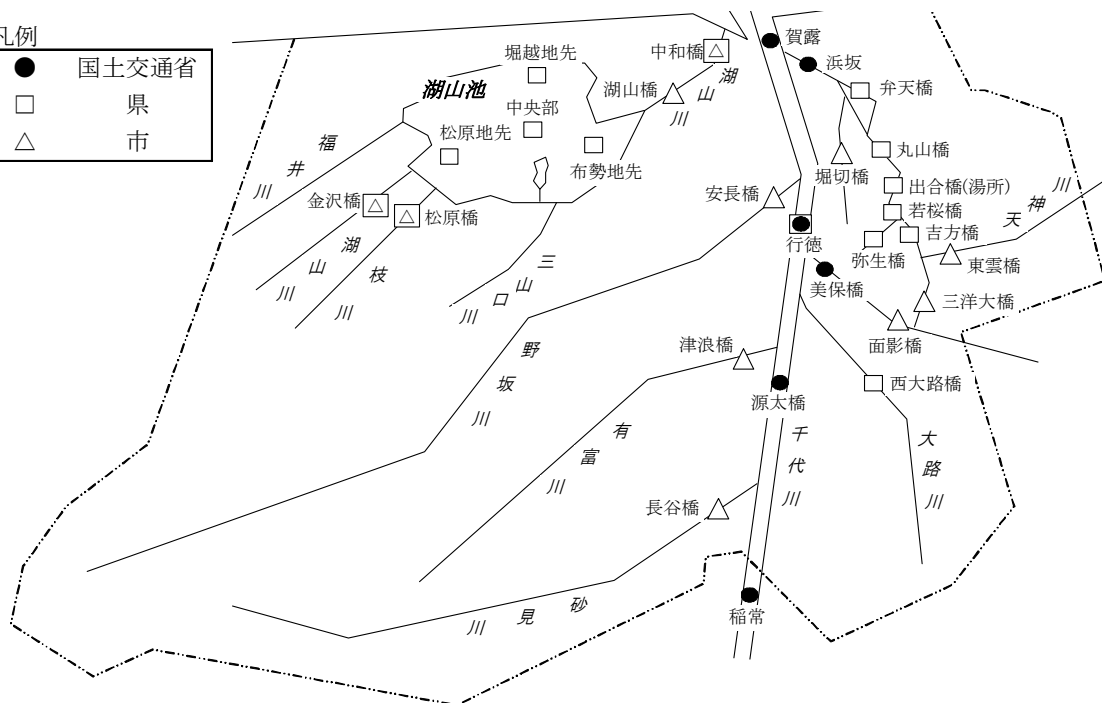 凡例
● 国土交通省
□ 県
△ 市
堀越地先
中和橋
賀露
浜坂
湖山池
湖山橋
湖山川
弁天橋
中央部
松原地先
布勢地先
丸山橋
福井川
堀切橋
出合橋(湯所)
安長橋
若桜橋
天神川
金沢橋
松原橋
吉方橋
行徳
弥生橋
東雲橋
湖山川
枝川
三山口川
美保橋
三洋大橋
面影橋
津浪橋
野坂川
西大路橋
源太橋
有富川
千代川
大路川
長谷橋
稲常
砂見川